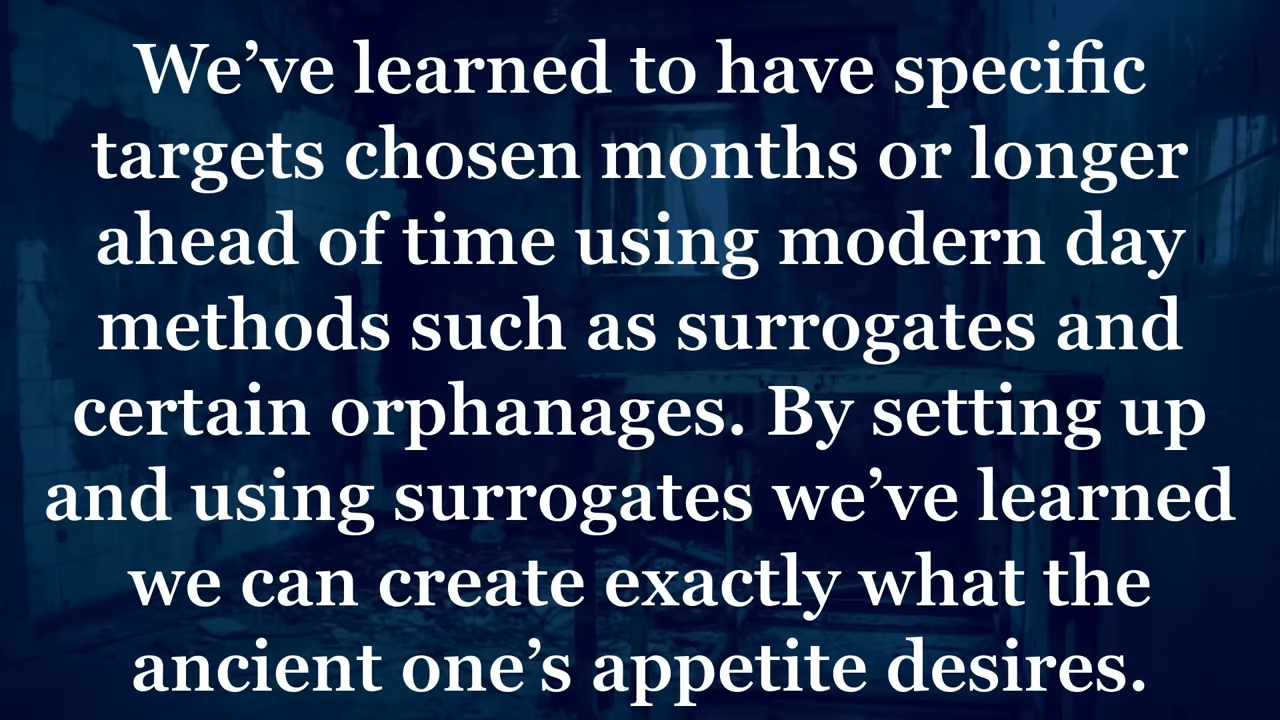 We’ve learned to have specific
targets chosen months or longer
ahead of time using modern day
methods such as surrogates and
certain orphanages. By setting up
and using surrogates we’ve learned
we can create exactly what the
ancient one’s appetite desires.